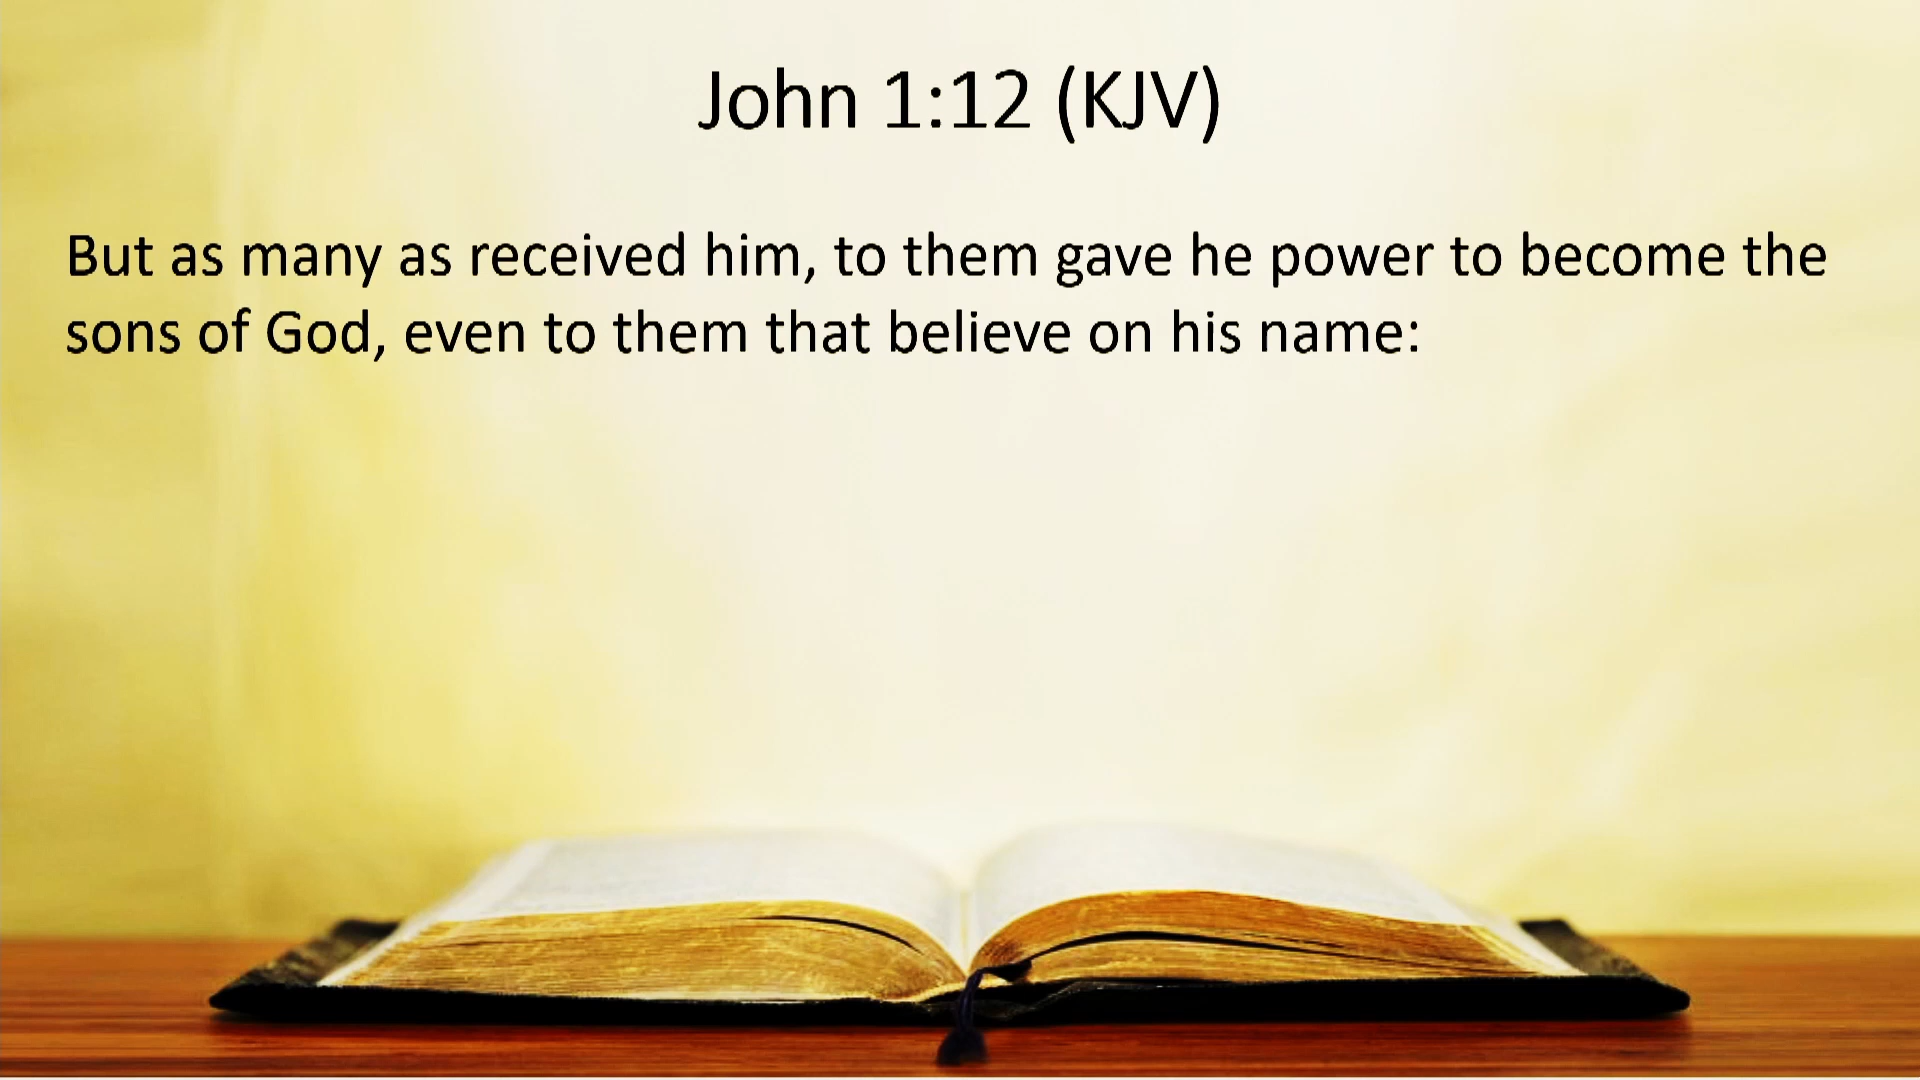 John 1:12 (KJV)
But as many as received him, to them gave he power to become the
sons of God, even to them that believe on his name: